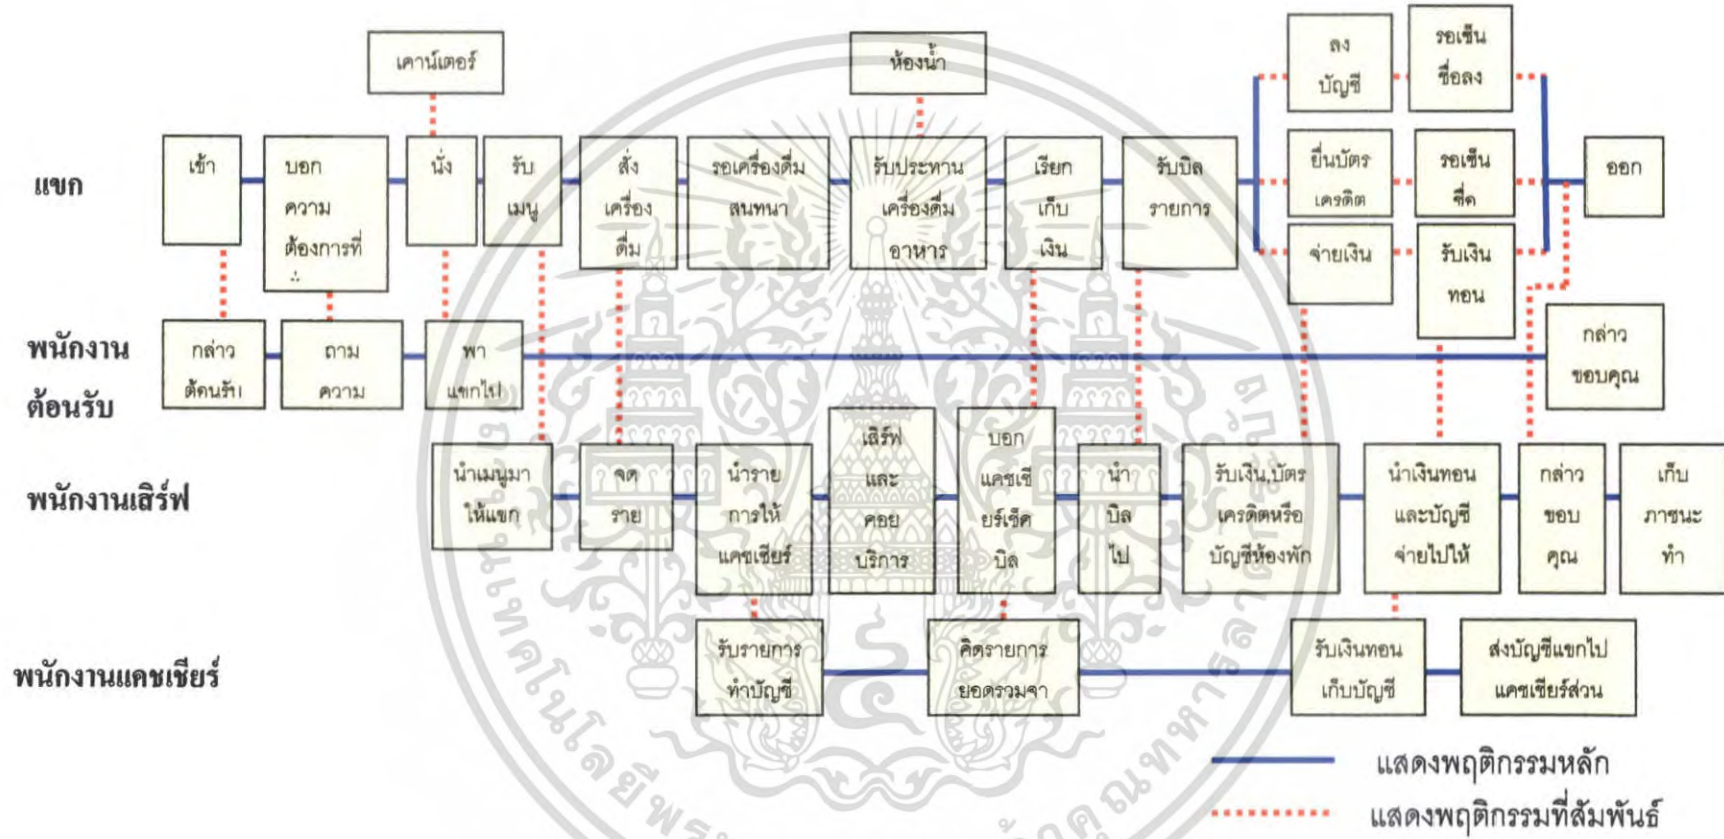 เคาน์เตอร์
ห้องน้ำ
ลง
บัญชี
รอเซ็น
ชื่อลง
แขก
เข้า
บอก
ความ
ต้องการที่
นั่ง
รับ
เมนู
สั่ง
เครื่อง
ดื่ม
รอเครื่องดื่ม
สนทนา
รับประทาน
เครื่องดื่ม
อาหาร
เรียก
เก็บ
เงิน
รับบิล
รายการ
ยื่นบัตร
เครดิต
รอเซ็น
ชื่อ
จ่ายเงิน
รับเงิน
ทอน
ออก
พนักงาน
ต้อนรับ
กล่าว
ต้อนรับ
ถาม
ความ
พา
แขกไป
กล่าว
ขอบคุณ
พนักงานเสิร์ฟ
นำเมนูมา
ให้แขก
จด
ราย
นำราย
การให้
แคชเชียร์
เสิร์ฟ
และ
คอย
บริการ
บอก
แคชเชี
ยร์เช็ค
บิล
นำ
บิล
ไป
รับเงิน,บัตร
เครดิตหรือ
บัญชีห้องพัก
นำเงินทอน
และบัญชี
จ่ายไปให้
กล่าว
ขอบ
คุณ
เก็บ
ภาชนะ
ทำ
พนักงานแคชเชียร์
รับรายการ
ทำบัญชี
คิดรายการ
ยอดรวมจา
รับเงินทอน
เก็บบัญชี
ส่งบัญชีแขกไป
แคชเชียร์ส่วน
แสดงพฤติกรรมหลัก
แสดงพฤติกรรมที่สัมพันธ์